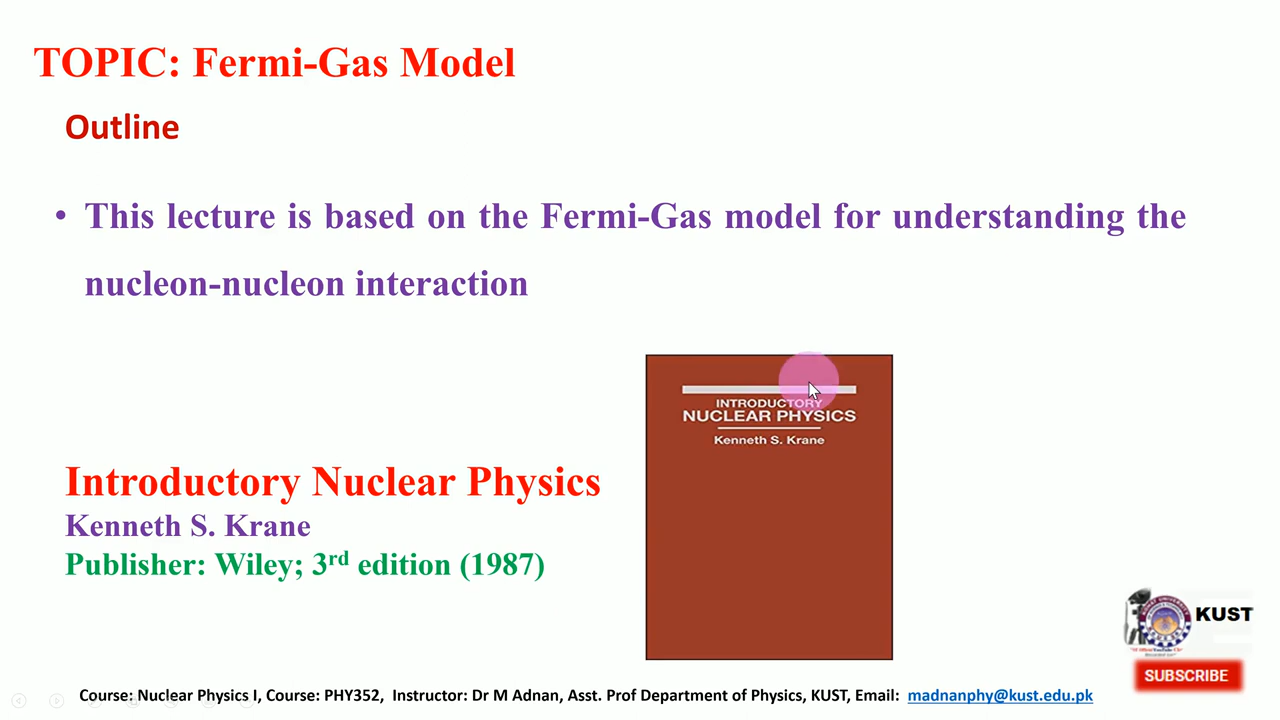 TOPIC: Fermi-Gas Model
Outline
• This lecture is based on the Fermi-Gas model for understanding the
nucleon-nucleon interaction
INTRODUCTORY
NUCLEAR PHYSICS
Kenneth S. Krane
Introductory Nuclear Physics
Kenneth S. Krane
Publisher: Wiley; 3rd edition (1987)
KUST
SUBSCRIBE
Course: Nuclear Physics I, Course: PHY352, Instructor: Dr M Adnan, Asst. Prof Department of Physics, KUST, Email: madnanphy@kust.edu.pk